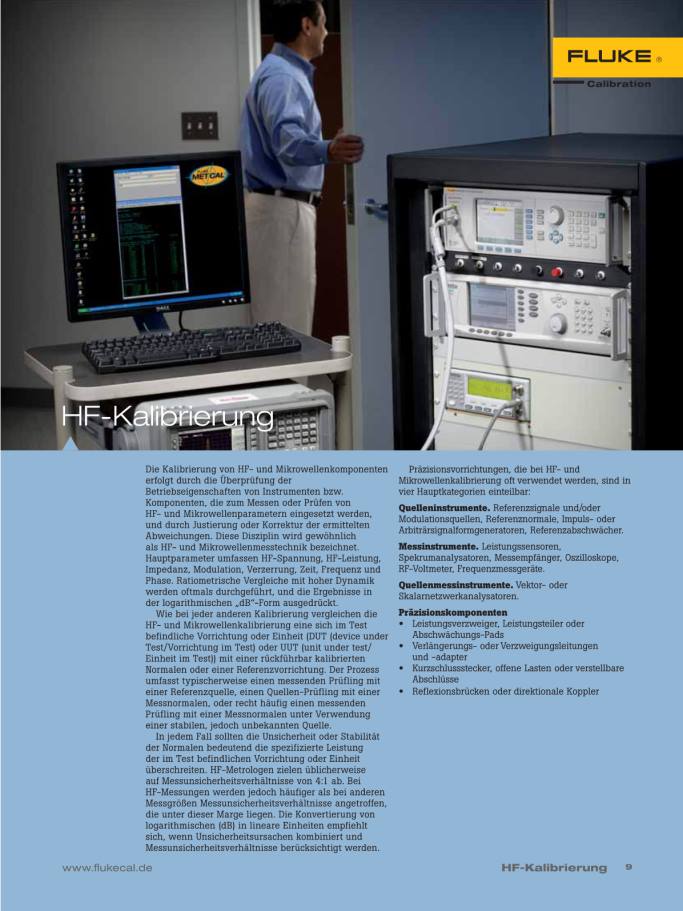 FLUKE ®
Calibration
FLUKE
MET/CAL
DELL
HF-Kalibrierung
Die Kalibrierung von HF- und Mikrowellenkomponenten
erfolgt durch die Überprüfung der
Betriebseigenschaften von Instrumenten bzw.
Komponenten, die zum Messen oder Prüfen von
HF- und Mikrowellenparametern eingesetzt werden,
und durch Justierung oder Korrektur der ermittelten
Abweichungen. Diese Disziplin wird gewöhnlich
als HF- und Mikrowellenmesstechnik bezeichnet.
Hauptparameter umfassen HF-Spannung, HF-Leistung,
Impedanz, Modulation, Verzerrung, Zeit, Frequenz und
Phase. Ratiometrische Vergleiche mit hoher Dynamik
werden oftmals durchgeführt, und die Ergebnisse in
der logarithmischen „dB"-Form ausgedrückt.
Wie bei jeder anderen Kalibrierung vergleichen die
HF- und Mikrowellenkalibrierung eine sich im Test
befindliche Vorrichtung oder Einheit (DUT (device under
Test/Vorrichtung im Test) oder UUT (unit under test/
Einheit im Test)) mit einer rückführbar kalibrierten
Normalen oder einer Referenzvorrichtung. Der Prozess
umfasst typischerweise einen messenden Prüfling mit
einer Referenzquelle, einen Quellen-Prüfling mit einer
Messnormalen, oder recht häufig einen messenden
Prüfling mit einer Messnormalen unter Verwendung
einer stabilen, jedoch unbekannten Quelle.
In jedem Fall sollten die Unsicherheit oder Stabilität
der Normalen bedeutend die spezifizierte Leistung
der im Test befindlichen Vorrichtung oder Einheit
überschreiten. HF-Metrologen zielen üblicherweise
auf Messunsicherheitsverhältnisse von 4:1 ab. Bei
HF-Messungen werden jedoch häufiger als bei anderen
Messgrößen Messunsicherheitsverhältnisse angetroffen,
die unter dieser Marge liegen. Die Konvertierung von
logarithmischen (dB) in lineare Einheiten empfiehlt
sich, wenn Unsicherheitsursachen kombiniert und
Messunsicherheitsverhältnisse berücksichtigt werden.
Präzisionsvorrichtungen, die bei HF- und
Mikrowellenkalibrierung oft verwendet werden, sind in
vier Hauptkategorien einteilbar:
Quelleninstrumente. Referenzsignale und/oder
Modulationsquellen, Referenznormale, Impuls- oder
Arbiträrsignalformgeneratoren, Referenzabschwächer.
Messinstrumente. Leistungssensoren,
Spekrumanalysatoren, Messempfänger, Oszilloskope,
RF-Voltmeter, Frequenzmessgeräte.
Quellenmessinstrumente. Vektor- oder
Skalarnetzwerkanalysatoren.
Präzisionskomponenten
• Leistungsverzweiger, Leistungsteiler oder
Abschwächungs-Pads
• Verlängerungs- oder Verzweigungsleitungen
und -adapter
• Kurzschlussstecker, offene Lasten oder verstellbare
Abschlüsse
• Reflexionsbrücken oder direktionale Koppler
www.flukecal.de
HF-Kalibrierung 9